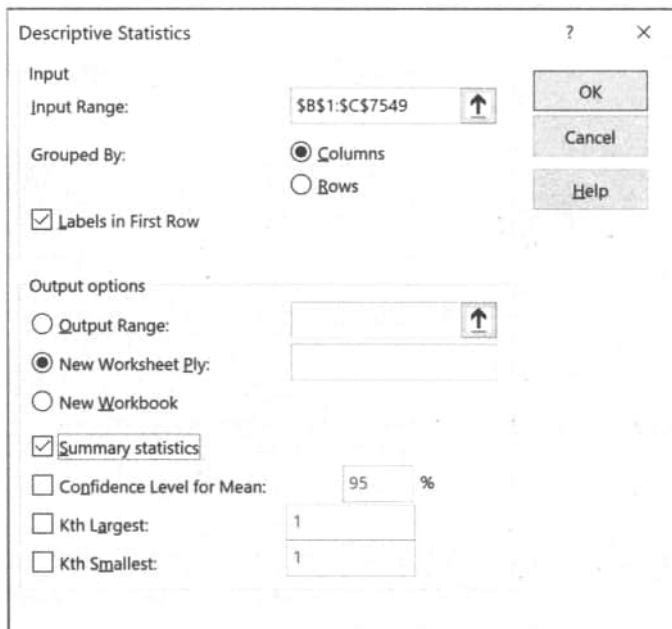 Descriptive Statistics ? ×
Input
Input Range: $B$1:$C$7549
OK
Cancel
Grouped By: Columns
Rows
Help
Labels in First Row
Output options
Output Range:
New Worksheet Ply:
New Workbook
Summary statistics
Confidence Level for Mean: 95 %
Kth Largest: 1
Kth Smallest: 1